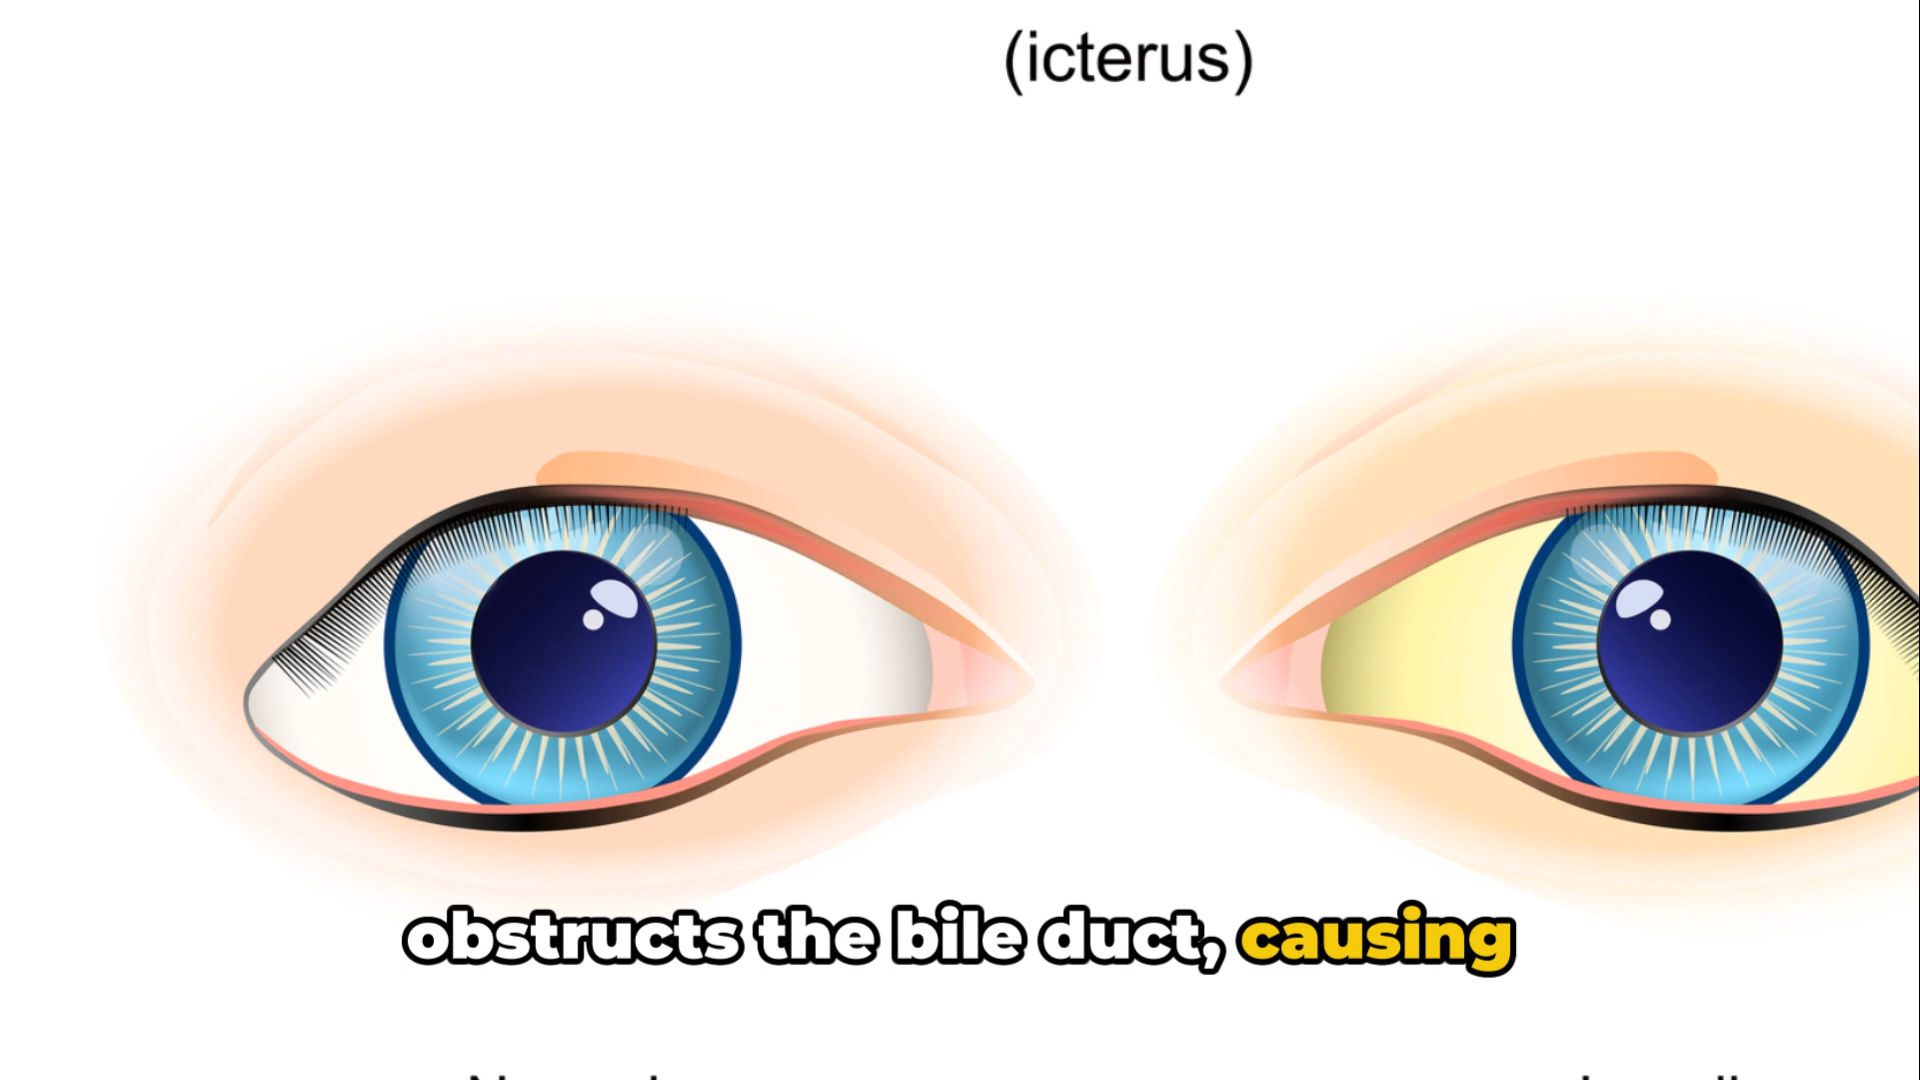 (icterus)
obstructs the bile duct, causing